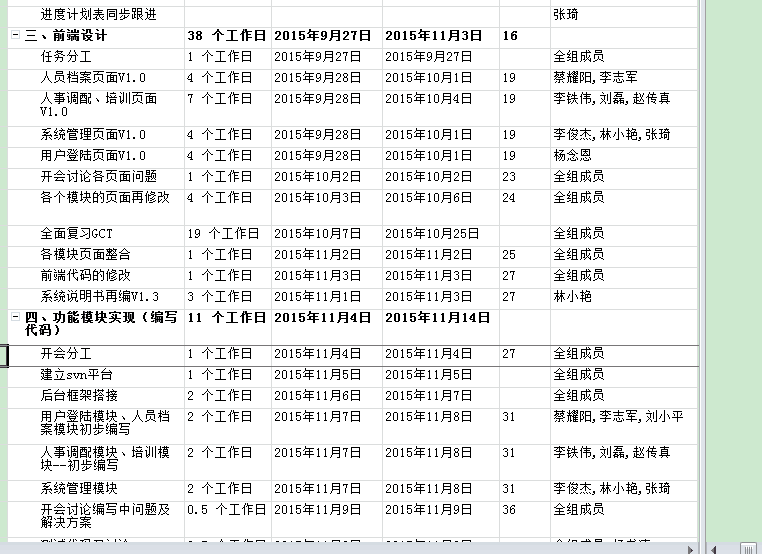 进度计划表同步跟进 张琦
三、前端设计 38 个工作日 2015年9月27日 2015年11月3日 16
任务分工 1 个工作日 2015年9月27日 2015年9月27日 全组成员
人员档案页面V1.0 4 个工作日 2015年9月28日 2015年10月1日 19 蔡耀阳,李志军
人事调配、培训页面 7 个工作日 2015年9月28日 2015年10月4日 19 李铁伟,刘磊,赵传真
V1.0
系统管理页面V1.0 4 个工作日 2015年9月28日 2015年10月1日 19 李俊杰,林小艳,张琦
用户登陆页面V1.0 4 个工作日 2015年9月28日 2015年10月1日 19 杨念恩
开会讨论各页面问题 1 个工作日 2015年10月2日 2015年10月2日 23 全组成员
各个模块的页面再修改 4 个工作日 2015年10月3日 2015年10月6日 24 全组成员
全面复习GCT 19 个工作日 2015年10月7日 2015年10月25日 全组成员
各模块页面整合 1 个工作日 2015年11月2日 2015年11月2日 25 全组成员
前端代码的修改 1 个工作日 2015年11月3日 2015年11月3日 27 全组成员
系统说明书再编V1.3 3 个工作日 2015年11月1日 2015年11月3日 27 林小艳
四、功能模块实现（编写 11 个工作日 2015年11月4日 2015年11月14日
代码）
开会分工 1 个工作日 2015年11月4日 2015年11月4日 27 全组成员
建立svn平台 1 个工作日 2015年11月5日 2015年11月5日 全组成员
后台框架搭接 2 个工作日 2015年11月6日 2015年11月7日 全组成员
用户登陆模块、人员档 2 个工作日 2015年11月7日 2015年11月8日 31 蔡耀阳,李志军,刘小平
案模块初步编写
人事调配模块、培训模 2 个工作日 2015年11月7日 2015年11月8日 31 李铁伟,刘磊,赵传真
块--初步编写
系统管理模块 2 个工作日 2015年11月7日 2015年11月8日 31 李俊杰,林小艳,张琦
开会讨论编写中问题及 0.5 个工作日 2015年11月9日 2015年11月9日 36 全组成员
解决方案